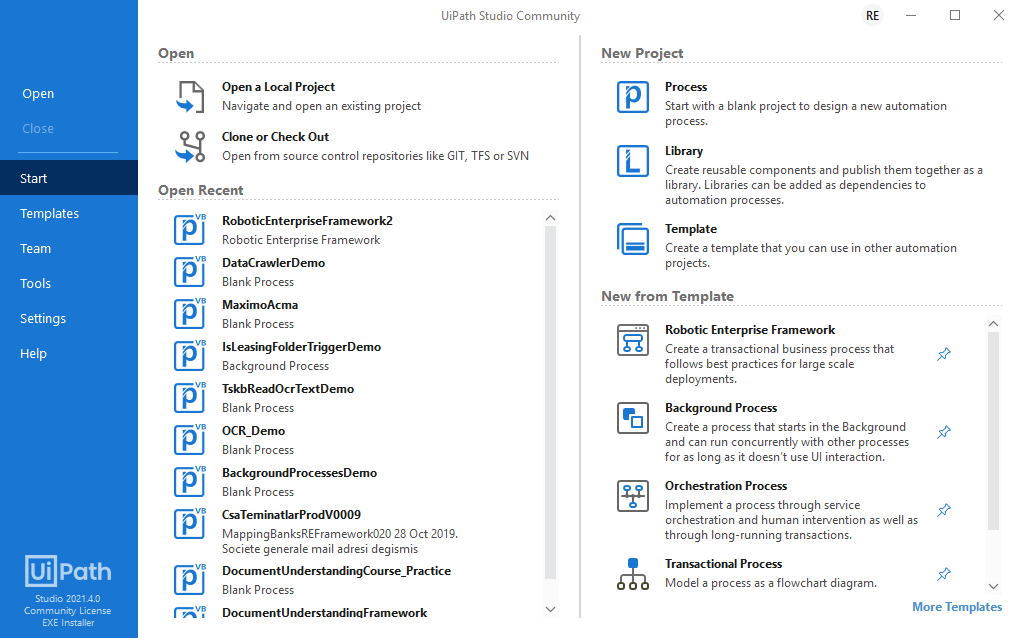 UiPath Studio Community
RE
Open
Close
Start
Templates
Team
Tools
Settings
Help
UiPath
Studio 2021.4.0
Community License
EXE Installer
Open
Open a Local Project
Navigate and open an existing project
Clone or Check Out
Open from source control repositories like GIT, TFS or SVN
Open Recent
VB
RoboticEnterpriseFramework2
Robotic Enterprise Framework
VB
DataCrawlerDemo
Blank Process
VB
MaximoAcma
Blank Process
VB
IsLeasingFolderTriggerDemo
Background Process
VB
TskbReadOcrTextDemo
Blank Process
VB
OCR_Demo
Blank Process
VB
BackgroundProcessesDemo
Blank Process
VB
CsaTeminatlarProdV0009
MappingBanksREFramework020 28 Oct 2019.
Societe generale mail adresi degismis
VB
DocumentUnderstandingCourse_Practice
Blank Process
VB
DocumentUnderstandingFramework
New Project
Process
Start with a blank project to design a new automation
process.
Library
Create reusable components and publish them together as a
library. Libraries can be added as dependencies to
automation processes.
Template
Create a template that you can use in other automation
projects.
New from Template
Robotic Enterprise Framework
Create a transactional business process that
follows best practices for large scale
deployments.
Background Process
Create a process that starts in the Background
and can run concurrently with other processes
for as long as it doesn't use UI interaction.
Orchestration Process
Implement a process through service
orchestration and human intervention as well as
through long-running transactions.
Transactional Process
Model a process as a flowchart diagram.
More Templates